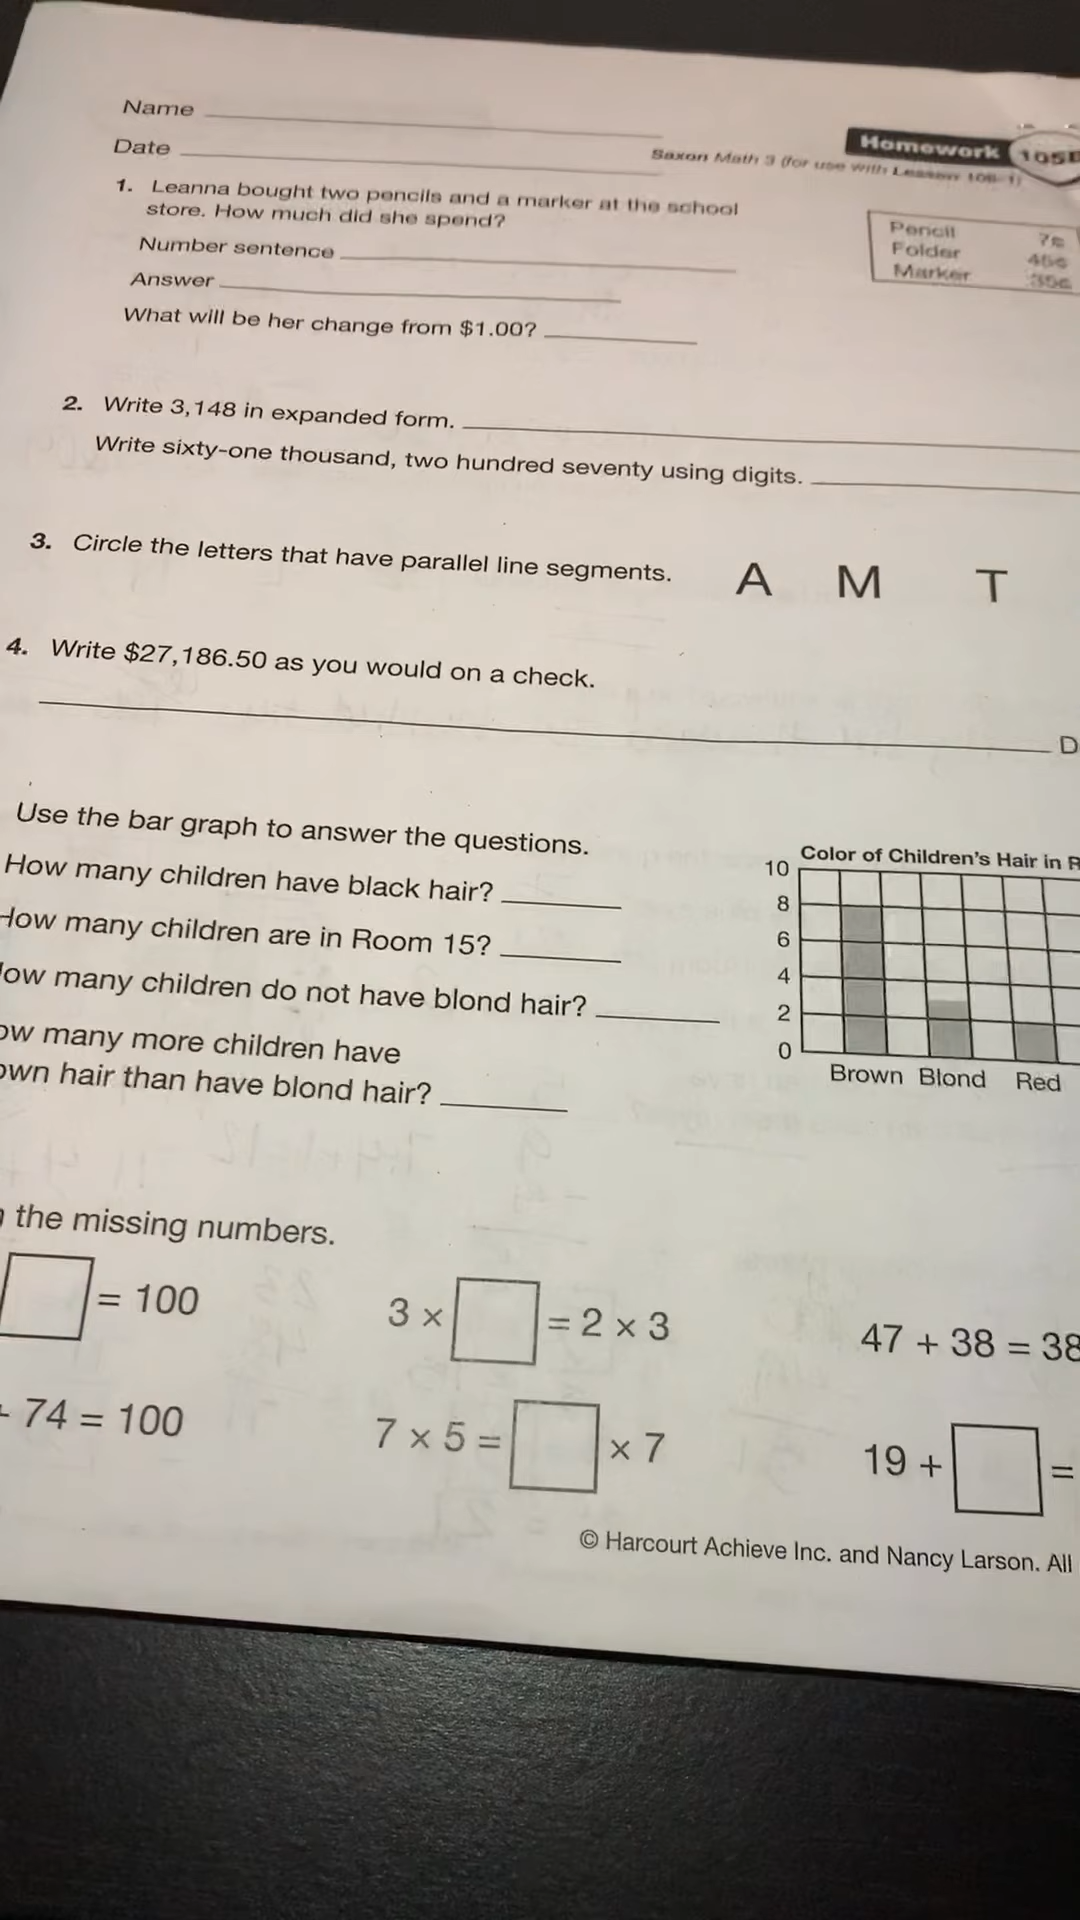 Name
Homework
Date
Saxon Math 3 (for use with Lesson
1. Leanna bought two pencils and a marker at the school
store. How much did she spend?
Pencil 7¢
Folder 45¢
Marker 35¢
Number sentence
Answer
What will be her change from $1.00?
2. Write 3,148 in expanded form.
Write sixty-one thousand, two hundred seventy using digits.
3. Circle the letters that have parallel line segments. A M T
4. Write $27,186.50 as you would on a check.
D
Use the bar graph to answer the questions.
How many children have black hair?
How many children are in Room 15?
ow many children do not have blond hair?
ow many more children have
own hair than have blond hair?
Color of Children's Hair in R
10
8
6
4
2
0
Brown Blond Red
the missing numbers.
= 100 3 × = 2 × 3 47 + 38 = 38
74 = 100 7 × 5 = × 7 19 + =
© Harcourt Achieve Inc. and Nancy Larson. All